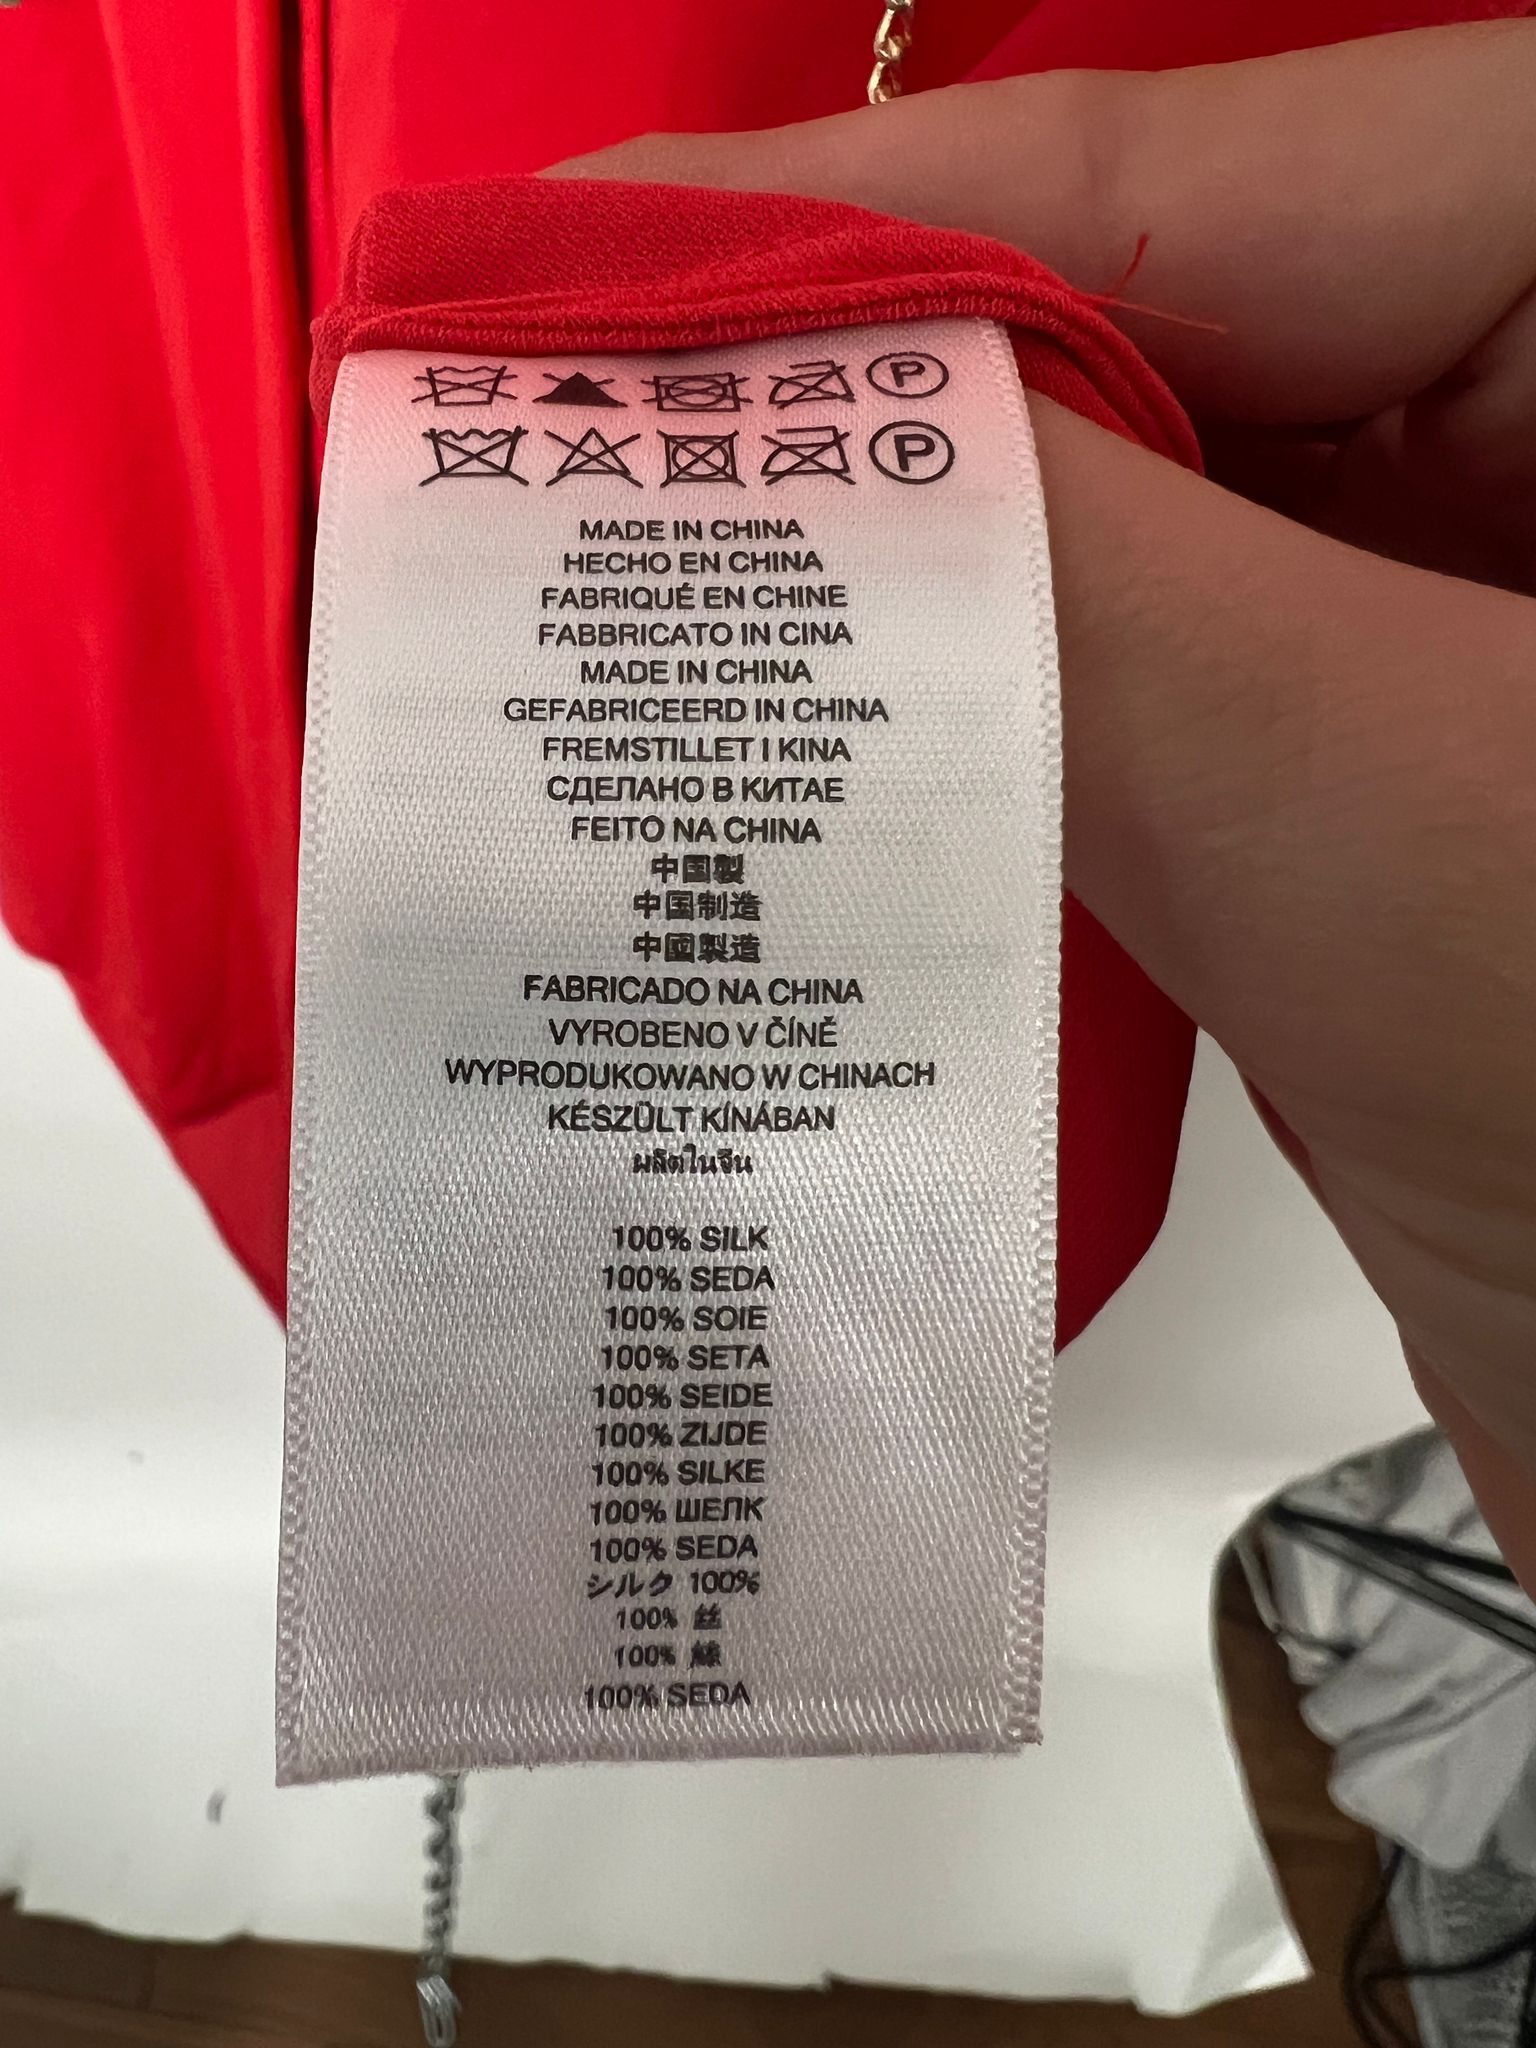 P
P
MADE IN CHINA
HECHO EN CHINA
FABRIQUÉ EN CHINE
FABBRICATO IN CINA
MADE IN CHINA
GEFABRICEERD IN CHINA
FREMSTILLET I KINA
СДЕЛАНО В КИТАЕ
FEITO NA CHINA
中国製
中国制造
中國製造
FABRICADO NA CHINA
VYROBENO V ČÍNĚ
WYPRODUKOWANO W CHINACH
KÉSZÜLT KÍNÁBAN
ผลิตในจีน
100% SILK
100% SEDA
100% SOIE
100% SETA
100% SEIDE
100% ZIJDE
100% SILKE
100% ШЕЛК
100% SEDA
シルク 100%
100% 丝
100% 絲
100% SEDA